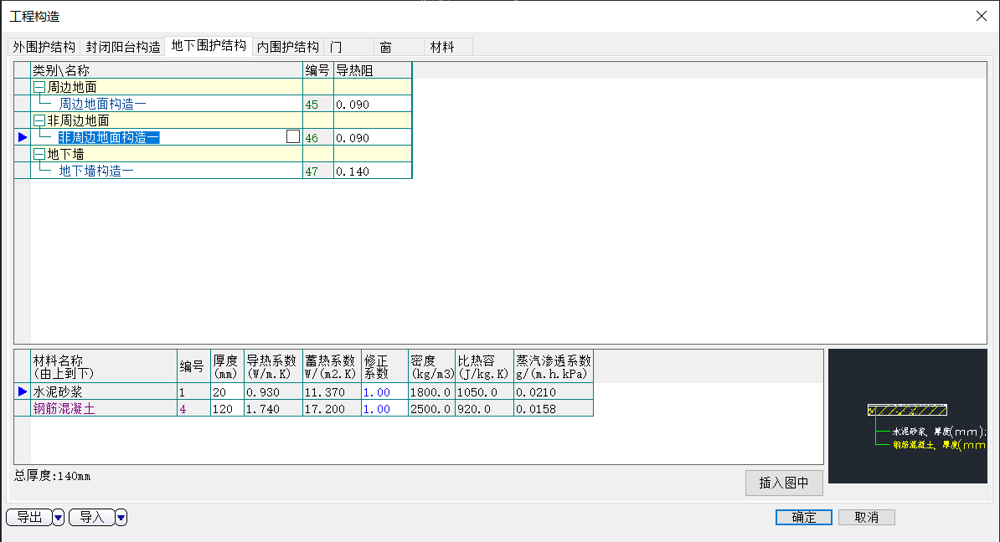 工程构造
外围护结构 封闭阳台构造 地下围护结构 内围护结构 门 窗 材料
类别\名称 编号 导热阻
周边地面
周边地面构造一 45 0.090
非周边地面
非周边地面构造一 46 0.090
地下墙
地下墙构造一 47 0.140
材料名称 (由上到下) 编号 厚度 (mm) 导热系数 (W/m.K) 蓄热系数 W/(m2.K) 修正 系数 密度 (kg/m3) 比热容 (J/kg.K) 蒸汽渗透系数 g/(m.h.kPa)
水泥砂浆 1 20 0.930 11.370 1.00 1800.0 1050.0 0.0210
钢筋混凝土 4 120 1.740 17.200 1.00 2500.0 920.0 0.0158
水泥砂浆, 厚度(mm):
钢筋混凝土, 厚度(mm
总厚度:140mm
插入图中
导出 导入 确定 取消